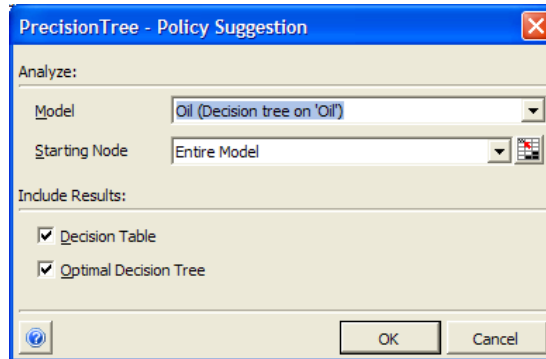 PrecisionTree - Policy Suggestion
Analyze:
Model Oil (Decision tree on 'Oil')
Starting Node Entire Model
Include Results:
Decision Table
Optimal Decision Tree
OK Cancel